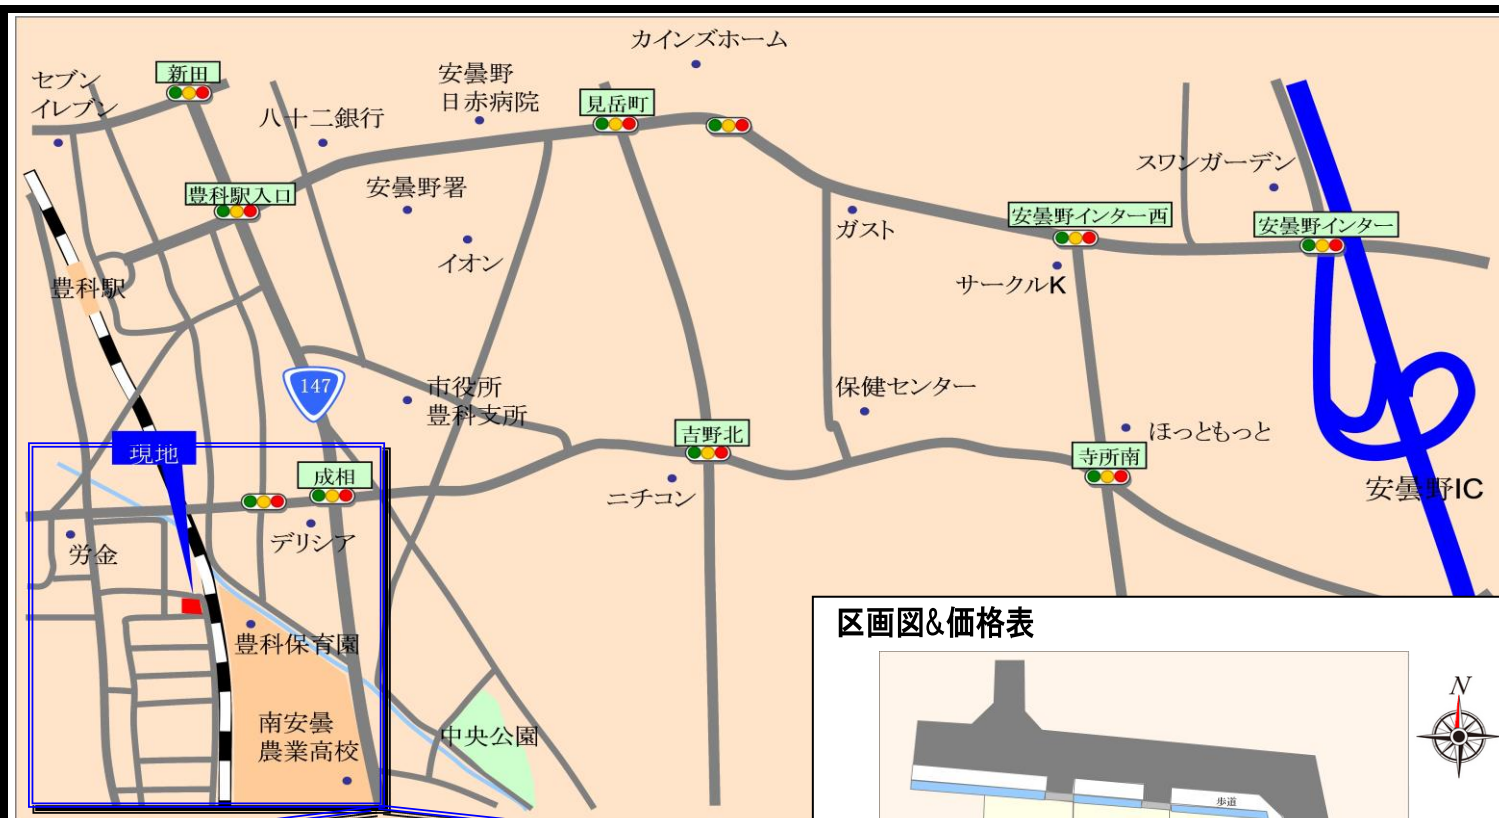 カインズホーム
セブン
イレブン
新田
安曇野
日赤病院
見岳町
八十二銀行
スワンガーデン
豊科駅入口
安曇野署
ガスト
安曇野インター西
安曇野インター
イオン
サークルK
豊科駅
147
市役所
豊科支所
保健センター
吉野北
ほっともっと
現地
成相
寺所南
ニチコン
安曇野IC
デリシア
労金
豊科保育園
区画図&価格表
N
南安曇
農業高校
中央公園
歩道